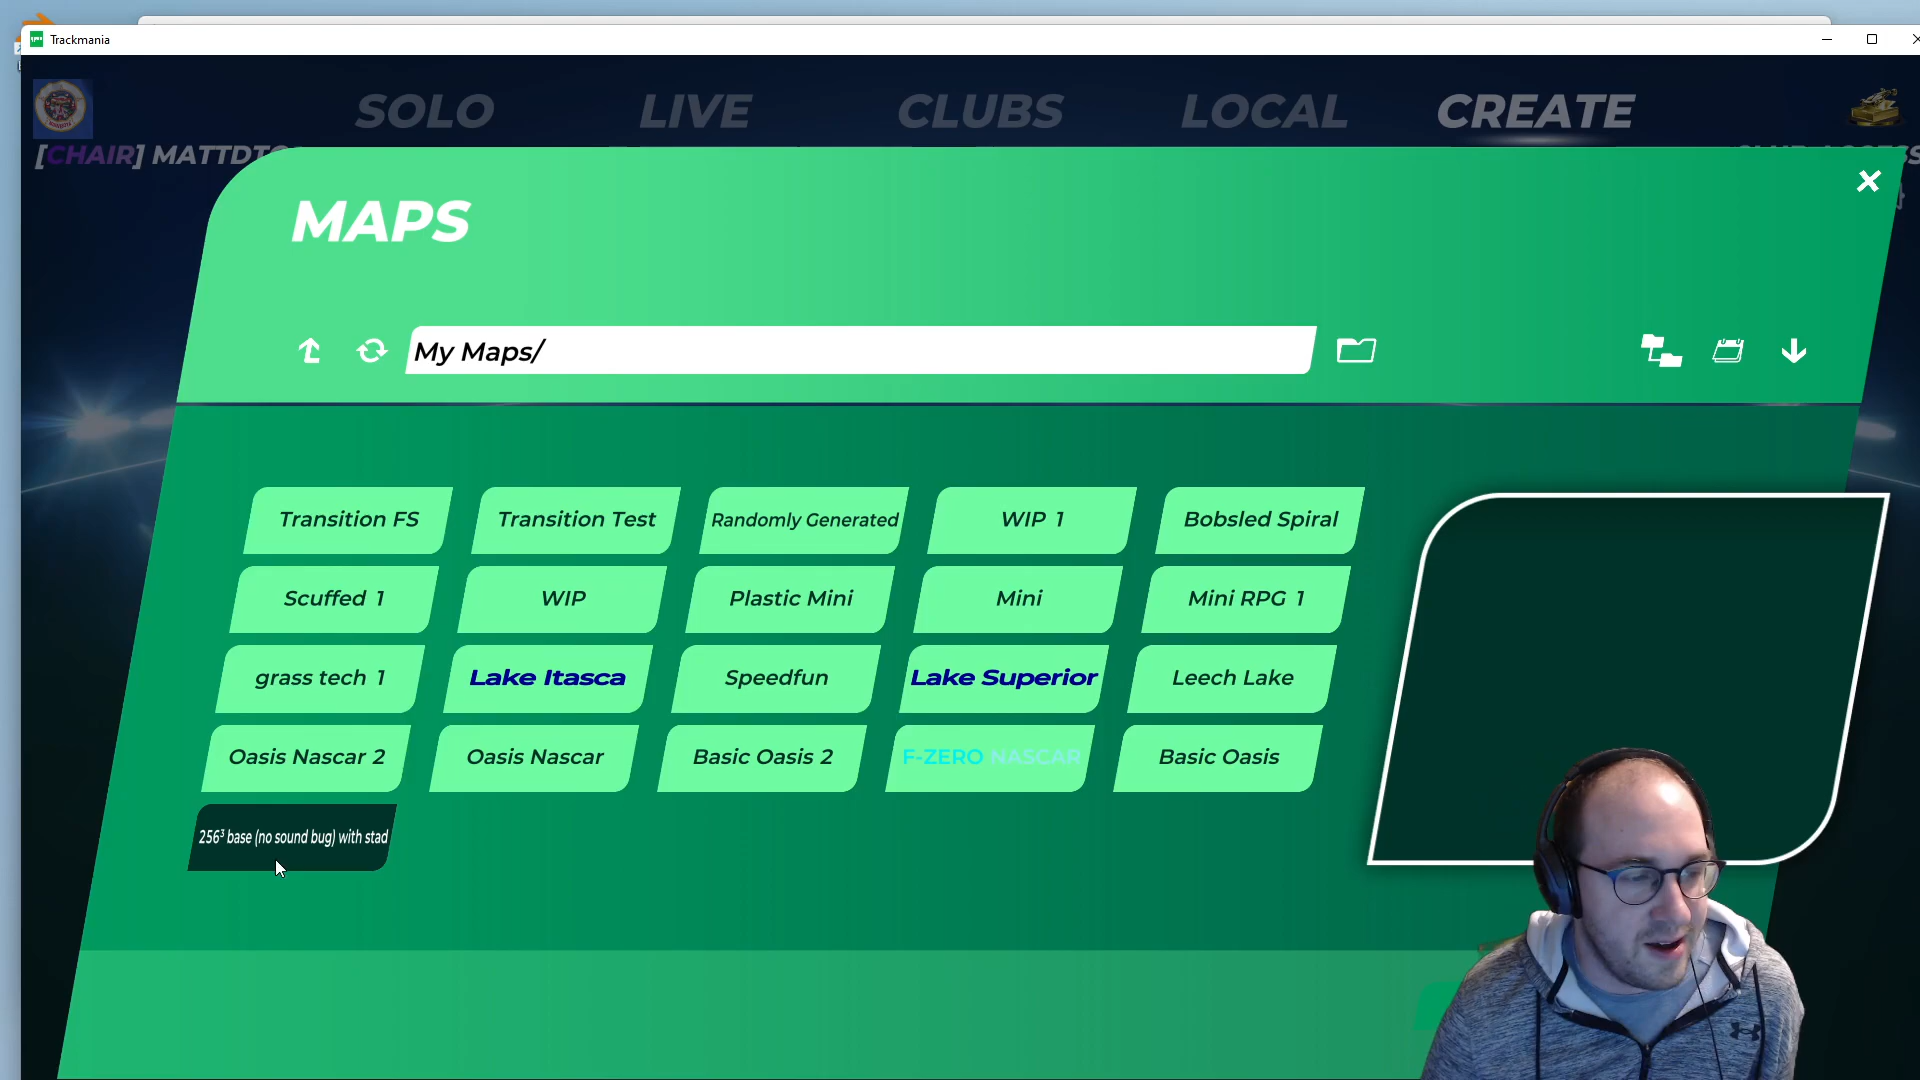 Trackmania
SOLO LIVE CLUBS LOCAL CREATE
[CHAIR] MATTDTO
MAPS
My Maps/
Transition FS
Transition Test
Randomly Generated
WIP 1
Bobsled Spiral
Scuffed 1
WIP
Plastic Mini
Mini
Mini RPG 1
grass tech 1
Lake Itasca
Speedfun
Lake Superior
Leech Lake
Oasis Nascar 2
Oasis Nascar
Basic Oasis 2
F-ZERO NASCAR
Basic Oasis
256³ base (no sound bug) with stad